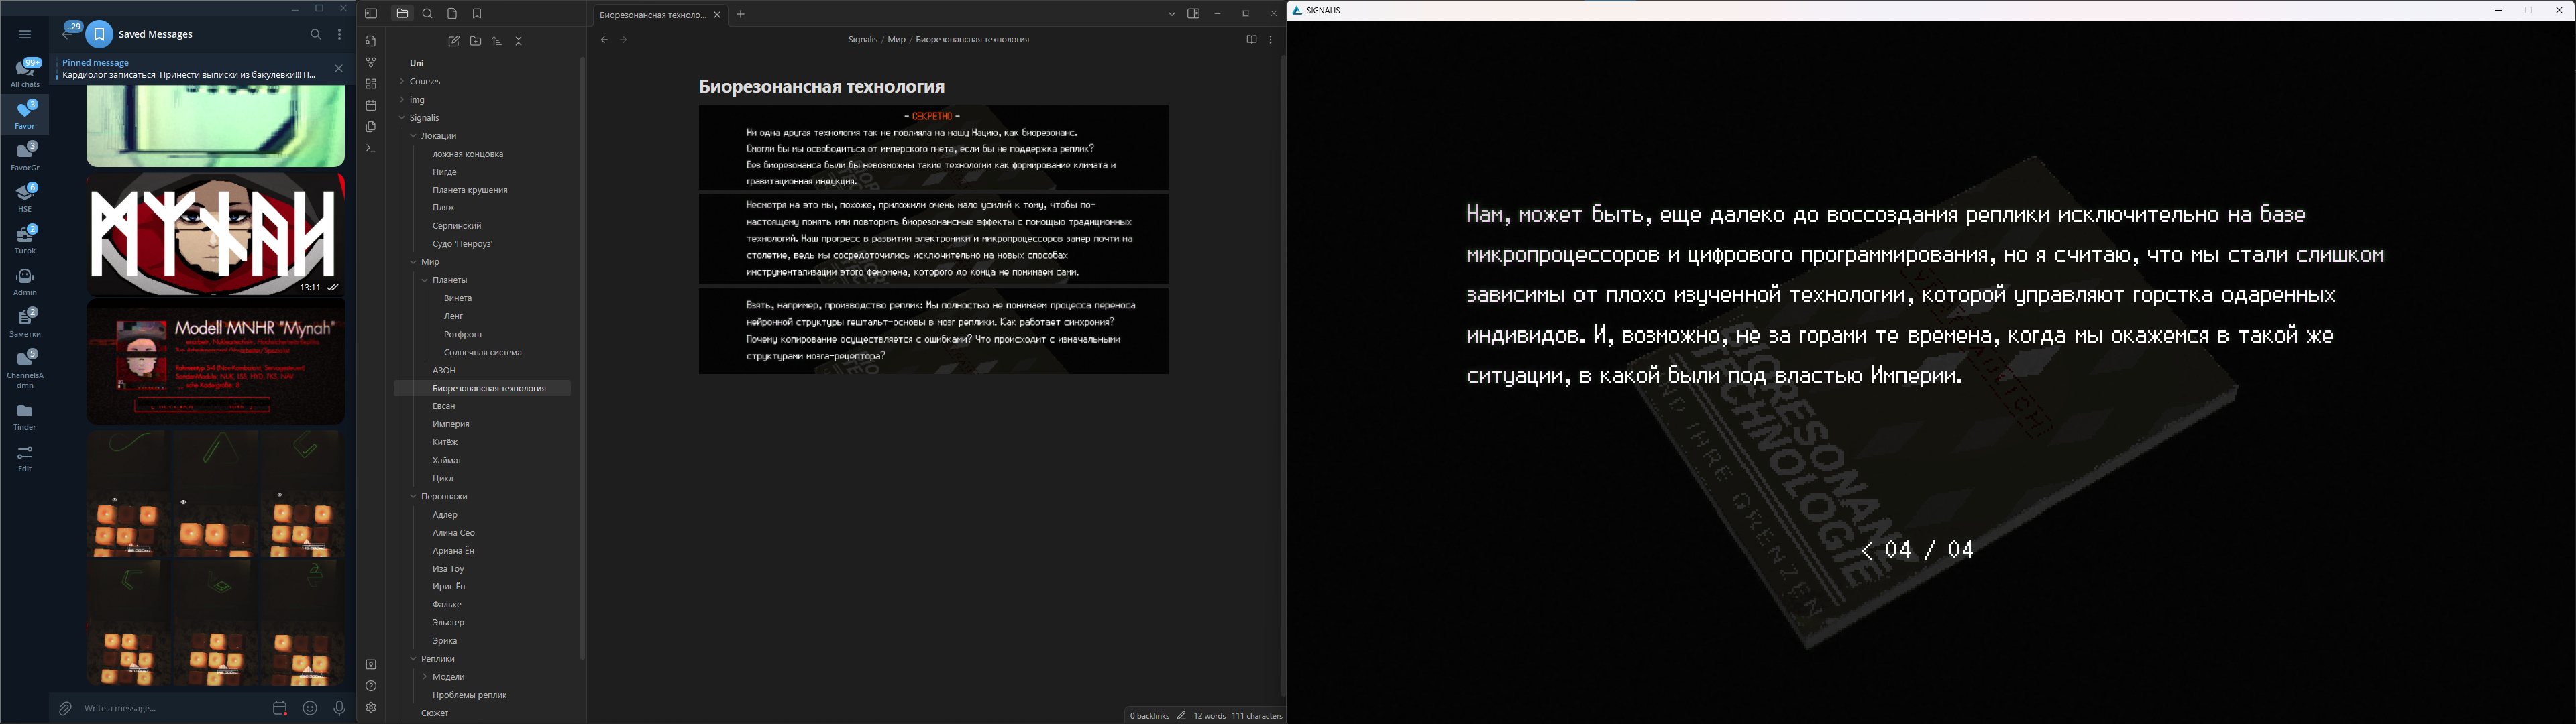 ..29
Saved Messages
Pinned message
Кардиолог записаться Принести выписки из бакулевки!!! П...
99+
All chats
3
Favor
3
FavorGr
6
HSE
2
Turok
Admin
2
Заметки
5
ChannelsA
dmn
Tinder
Edit
13:11
Modell MNHR "Mynah"
Write a message...
Uni
Courses
img
Signalis
Локации
ложная концовка
Нигде
Планета крушения
Пляж
Серпинский
Судо 'Пенроуз'
Мир
Планеты
Винета
Ленг
Ротфронт
Солнечная система
АЗОН
Биорезонансная технология
Евсан
Империя
Китёж
Хаймат
Цикл
Персонажи
Адлер
Алина Сео
Ариана Ён
Иза Тоу
Ирис Ён
Фальке
Эльстер
Эрика
Реплики
Модели
Проблемы реплик
Сюжет
Биорезонансная техноло...
Signalis / Мир / Биорезонансная технология
Биорезонансная технология
- СЕКРЕТНО -
Ни одна другая технология так не повлияла на нашу Нацию, как биорезонанс.
Смогли бы мы освободиться от имперского гнета, если бы не поддержка реплик?
Без биорезонанса были бы невозможны такие технологии как формирование климата и
гравитационная индукция.
Несмотря на это мы, похоже, приложили очень мало усилий к тому, чтобы по-
настоящему понять или повторить биорезонансные эффекты с помощью традиционных
технологий. Наш прогресс в развитии электроники и микропроцессоров замер почти на
столетие, ведь мы сосредоточились исключительно на новых способах
инструментализации этого феномена, которого до конца не понимаем сами.
Взять, например, производство реплик: Мы полностью не понимаем процесса переноса
нейронной структуры гештальт-основы в мозг реплики. Как работает синхрония?
Почему копирование осуществляется с ошибками? Что происходит с изначальными
структурами мозга-рецептора?
0 backlinks
12 words
111 characters
SIGNALIS
Нам, может быть, еще далеко до воссоздания реплики исключительно на базе
микропроцессоров и цифрового программирования, но я считаю, что мы стали слишком
зависимы от плохо изученной технологии, которой управляют горстка одаренных
индивидов. И, возможно, не за горами те времена, когда мы окажемся в такой же
ситуации, в какой были под властью Империи.
BIORESONANZ
TECHNOLOGIE
UND IHRE GRENZEN
< 04 / 04